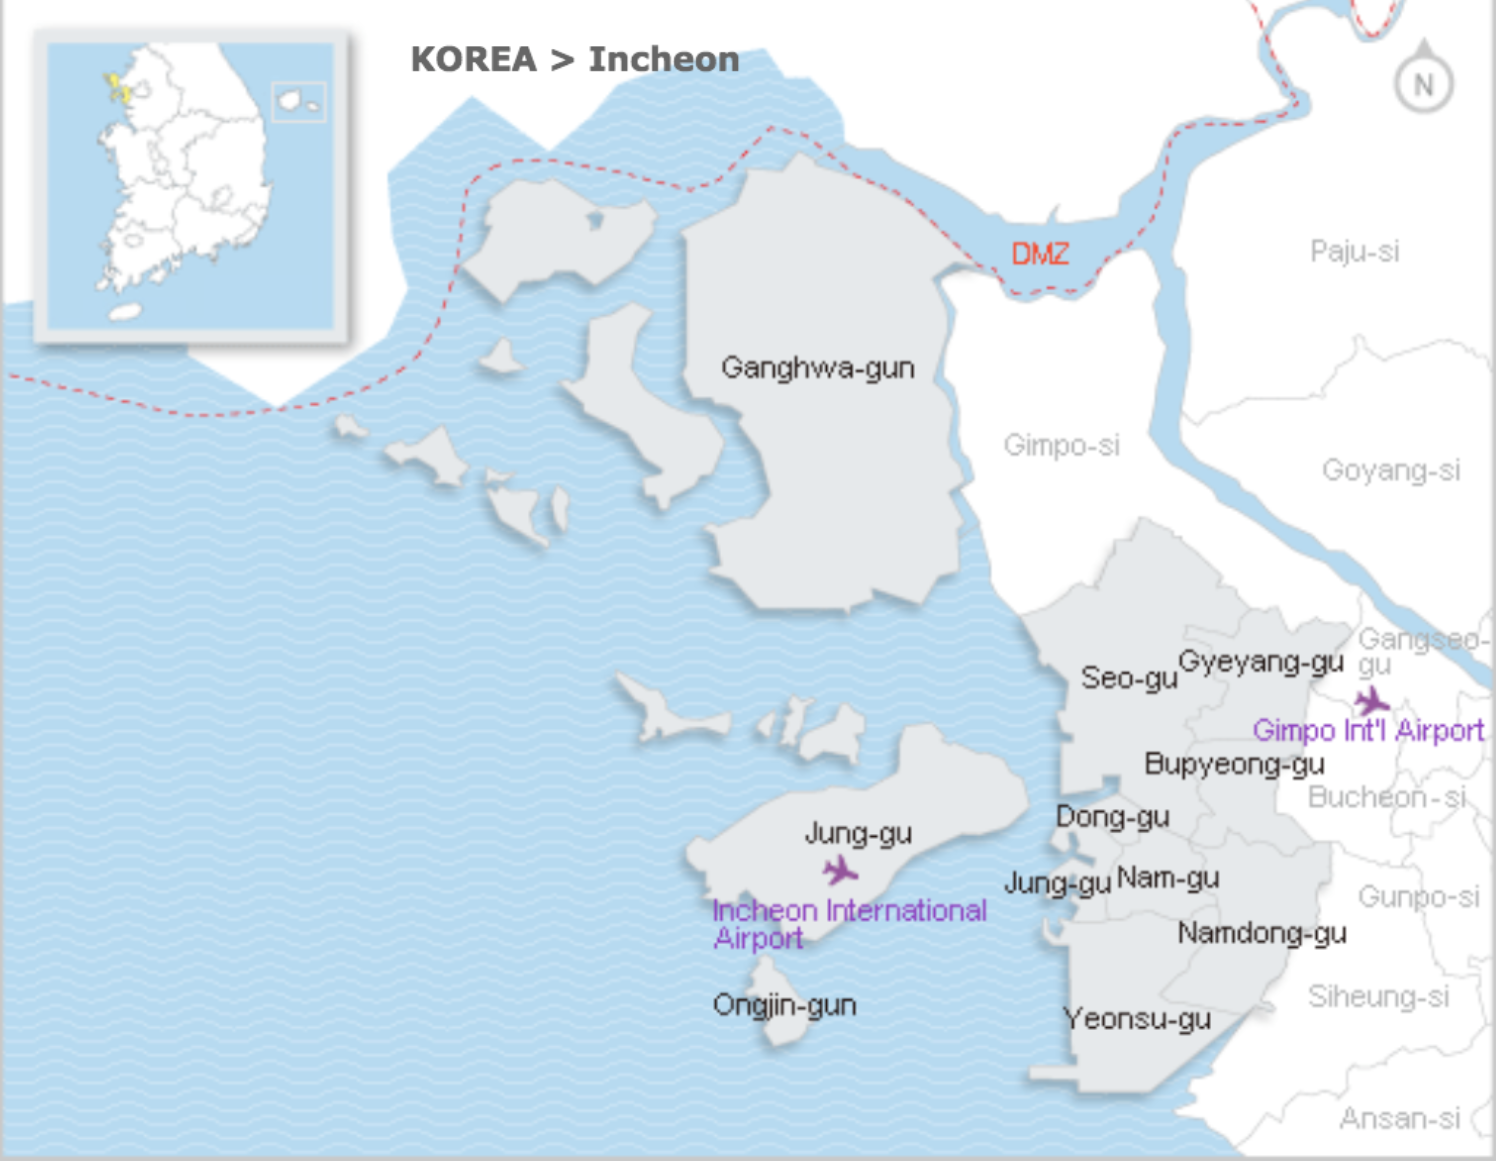 KOREA > Incheon
N
DMZ
Paju-si
Ganghwa-gun
Gimpo-si
Goyang-si
Gangseo-
gu
Gyeyang-gu
Seo-gu
Gimpo Int'l Airport
Bupyeong-gu
Bucheon-si
Dong-gu
Jung-gu
Jung-gu
Nam-gu
Gunpo-si
Incheon International
Airport
Namdong-gu
Ongjin-gun
Siheung-si
Yeonsu-gu
Ansan-si